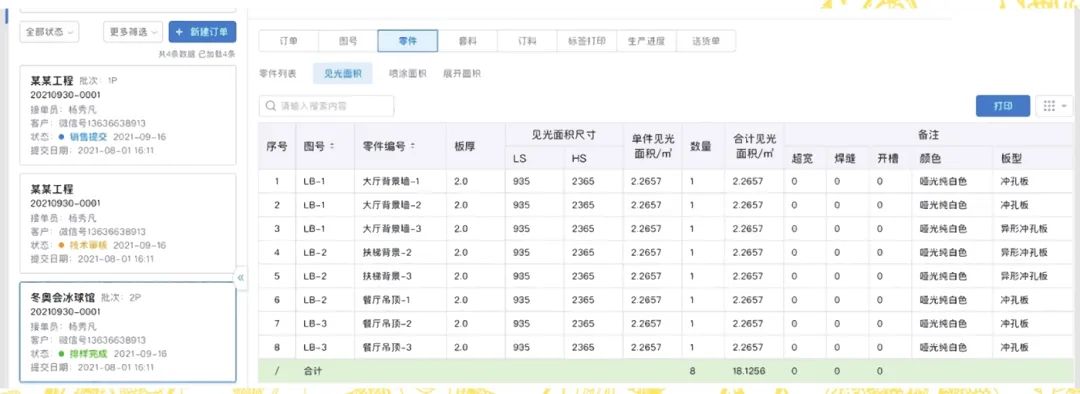 全部状态 更多筛选 + 新建订单
共4条数据 已加载4条
某某工程 批次: 1P
20210930-0001
接单员: 杨秀凡
客户: 微信号13636638913
状态: 销售提交 2021-09-16
提交日期: 2021-08-01 16:11
某某工程
20210930-0001
接单员: 杨秀凡
客户: 微信号13636638913
状态: 技术审核 2021-09-16
提交日期: 2021-08-01 16:11
冬奥会冰球馆 批次: 2P
20210930-0001
接单员: 杨秀凡
客户: 微信号13636638913
状态: 排样完成 2021-09-16
提交日期: 2021-08-01 16:11
订单 图号 零件 套料 订料 标签打印 生产进度 送货单
零件列表 见光面积 喷涂面积 展开面积
请输入搜索内容 打印
序号 图号 零件编号 板厚 见光面积尺寸 单件见光面积/㎡ 数量 合计见光面积/㎡ 备注
LS HS 超宽 焊缝 开槽 颜色 板型
1 LB-1 大厅背景墙-1 2.0 935 2365 2.2657 1 2.2657 0 0 0 哑光纯白色 冲孔板
2 LB-1 大厅背景墙-2 2.0 935 2365 2.2657 1 2.2657 0 0 0 哑光纯白色 冲孔板
3 LB-1 大厅背景墙-3 2.0 935 2365 2.2657 1 2.2657 0 0 0 哑光纯白色 异形冲孔板
4 LB-2 扶梯背景-2 2.0 935 2365 2.2657 1 2.2657 0 0 0 哑光纯白色 异形冲孔板
5 LB-2 扶梯背景-3 2.0 935 2365 2.2657 1 2.2657 0 0 0 哑光纯白色 异形冲孔板
6 LB-2 餐厅吊顶-1 2.0 935 2365 2.2657 1 2.2657 0 0 0 哑光纯白色 冲孔板
7 LB-3 餐厅吊顶-2 2.0 935 2365 2.2657 1 2.2657 0 0 0 哑光纯白色 冲孔板
8 LB-3 餐厅吊顶-3 2.0 935 2365 2.2657 1 2.2657 0 0 0 哑光纯白色 冲孔板
/ 合计 8 18.1256 0 0 0